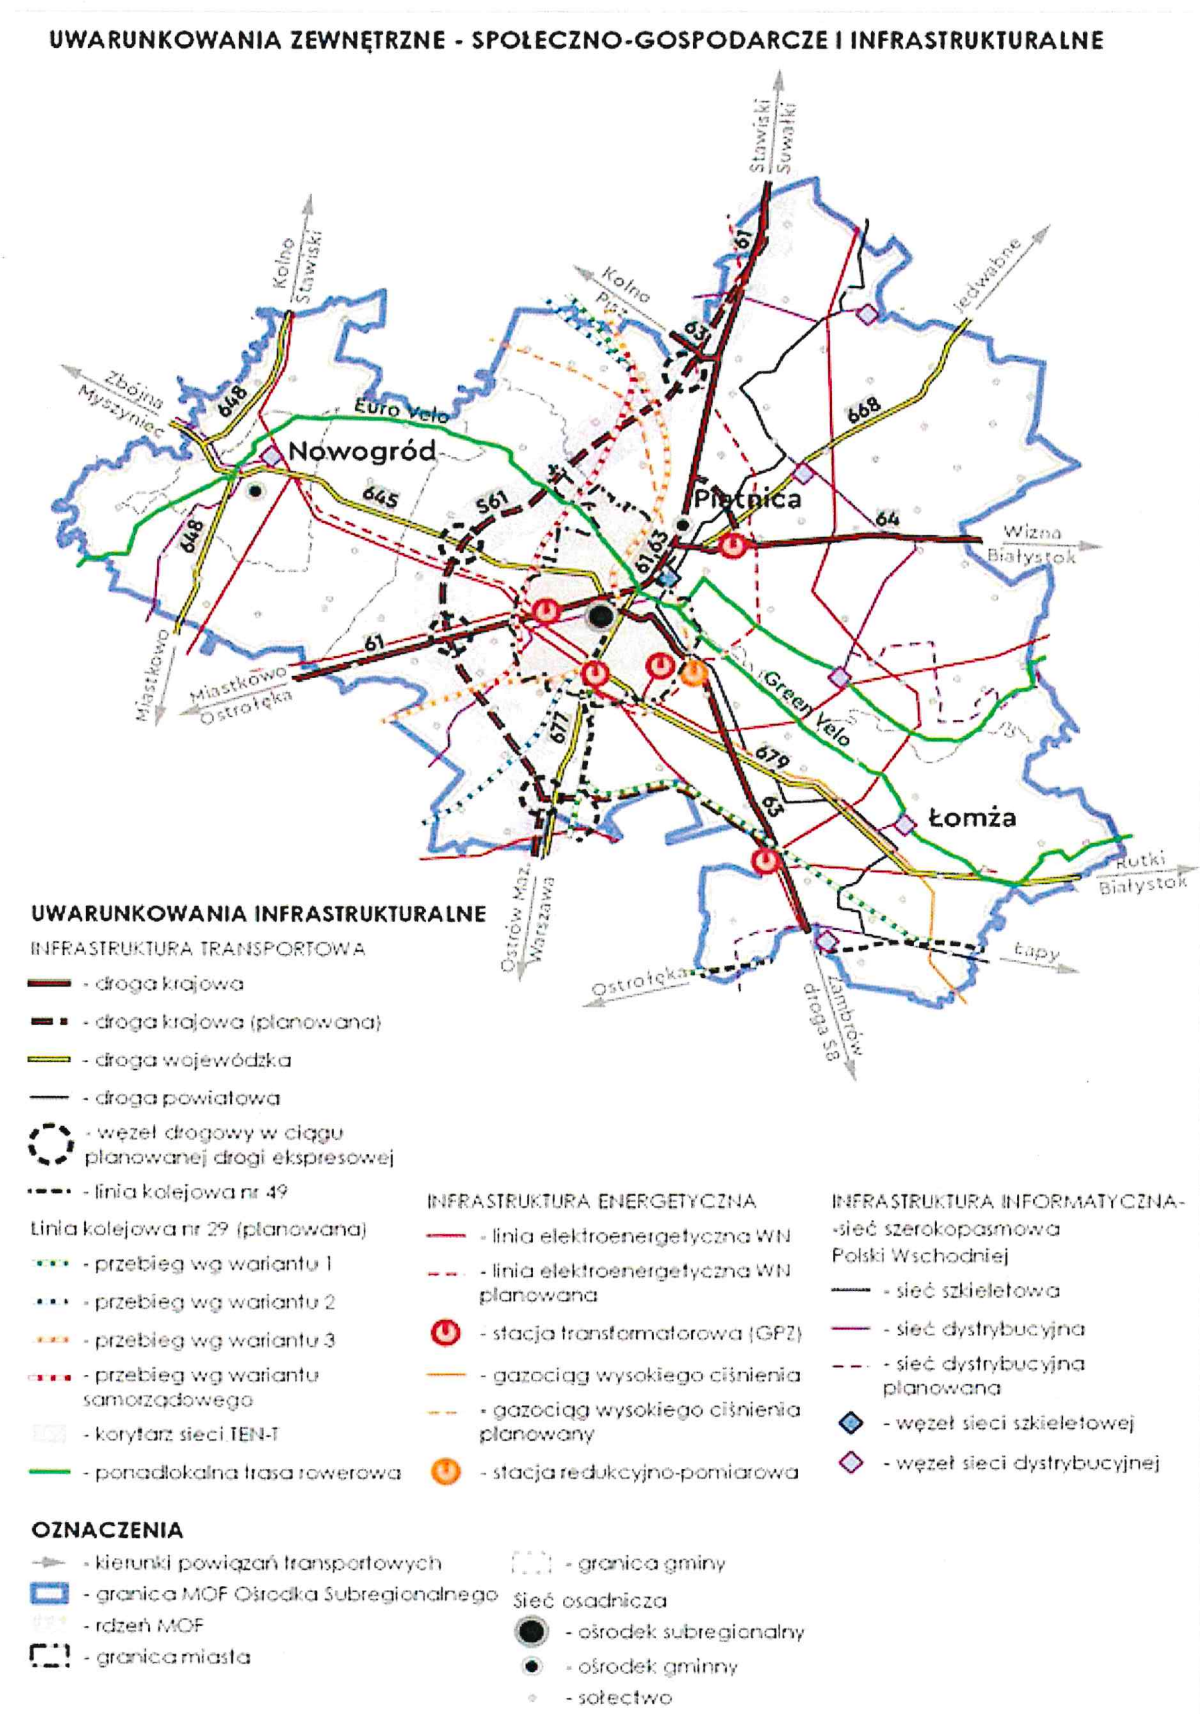 UWARUNKOWANIA ZEWNĘTRZNE - SPOŁECZNO-GOSPODARCZE I INFRASTRUKTURALNE
Stawiski
Suwałki
61
Kolno
Stawiski
Kolno
Pisz
63
Jedwabne
Zbójna
Myszyniec
648
Euro Velo
668
Nowogród
645
S61
Piątnica
64
Wizna
Białystok
648
61,63
61
Miastkowo
Miastkowo
Ostrołęka
677
Green Velo
679
63
Łomża
Rutki
Białystok
Ostrów Maz.
Warszawa
Ostrołęka
Łapy
Zambrów
droga S8
UWARUNKOWANIA INFRASTRUKTURALNE
INFRASTRUKTURA TRANSPORTOWA
- droga krajowa
- droga krajowa (planowana)
- droga wojewódzka
- droga powiatowa
- węzeł drogowy w ciągu
planowanej drogi ekspresowej
- linia kolejowa nr 49
Linia kolejowa nr 29 (planowana)
- przebieg wg wariantu 1
- przebieg wg wariantu 2
- przebieg wg wariantu 3
- przebieg wg wariantu
samorządowego
- korytarz sieci TEN-T
- ponadlokalna trasa rowerowa
INFRASTRUKTURA ENERGETYCZNA
- linia elektroenergetyczna WN
- linia elektroenergetyczna WN
planowana
- stacja transformatorowa (GPZ)
- gazociąg wysokiego ciśnienia
- gazociąg wysokiego ciśnienia
planowany
- stacja redukcyjno-pomiarowa
INFRASTRUKTURA INFORMATYCZNA-
-sieć szerokopasmowa
Polski Wschodniej
- sieć szkieletowa
- sieć dystrybucyjna
- sieć dystrybucyjna
planowana
- węzeł sieci szkieletowej
- węzeł sieci dystrybucyjnej
OZNACZENIA
- kierunki powiązań transportowych
- granica MOF Ośrodka Subregionalnego
- rdzeń MOF
- granica miasta
- granica gminy
Sieć osadnicza
- ośrodek subregionalny
- ośrodek gminny
- sołectwo